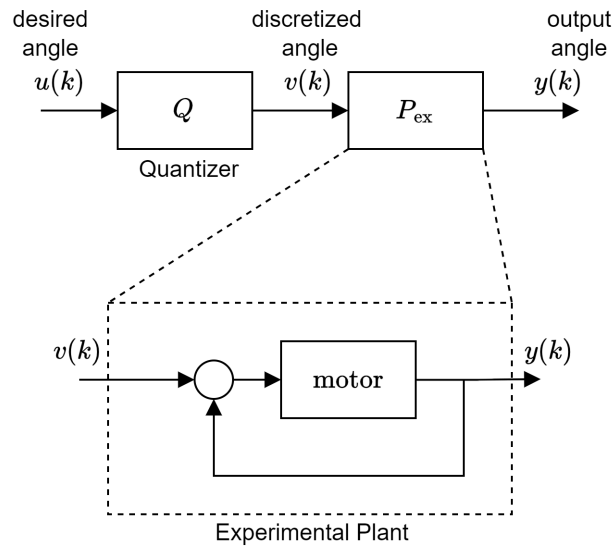 desired angle
u(k)
Q
Quantizer
discretized angle
v(k)
P_ex
output angle
y(k)
v(k)
motor
y(k)
Experimental Plant